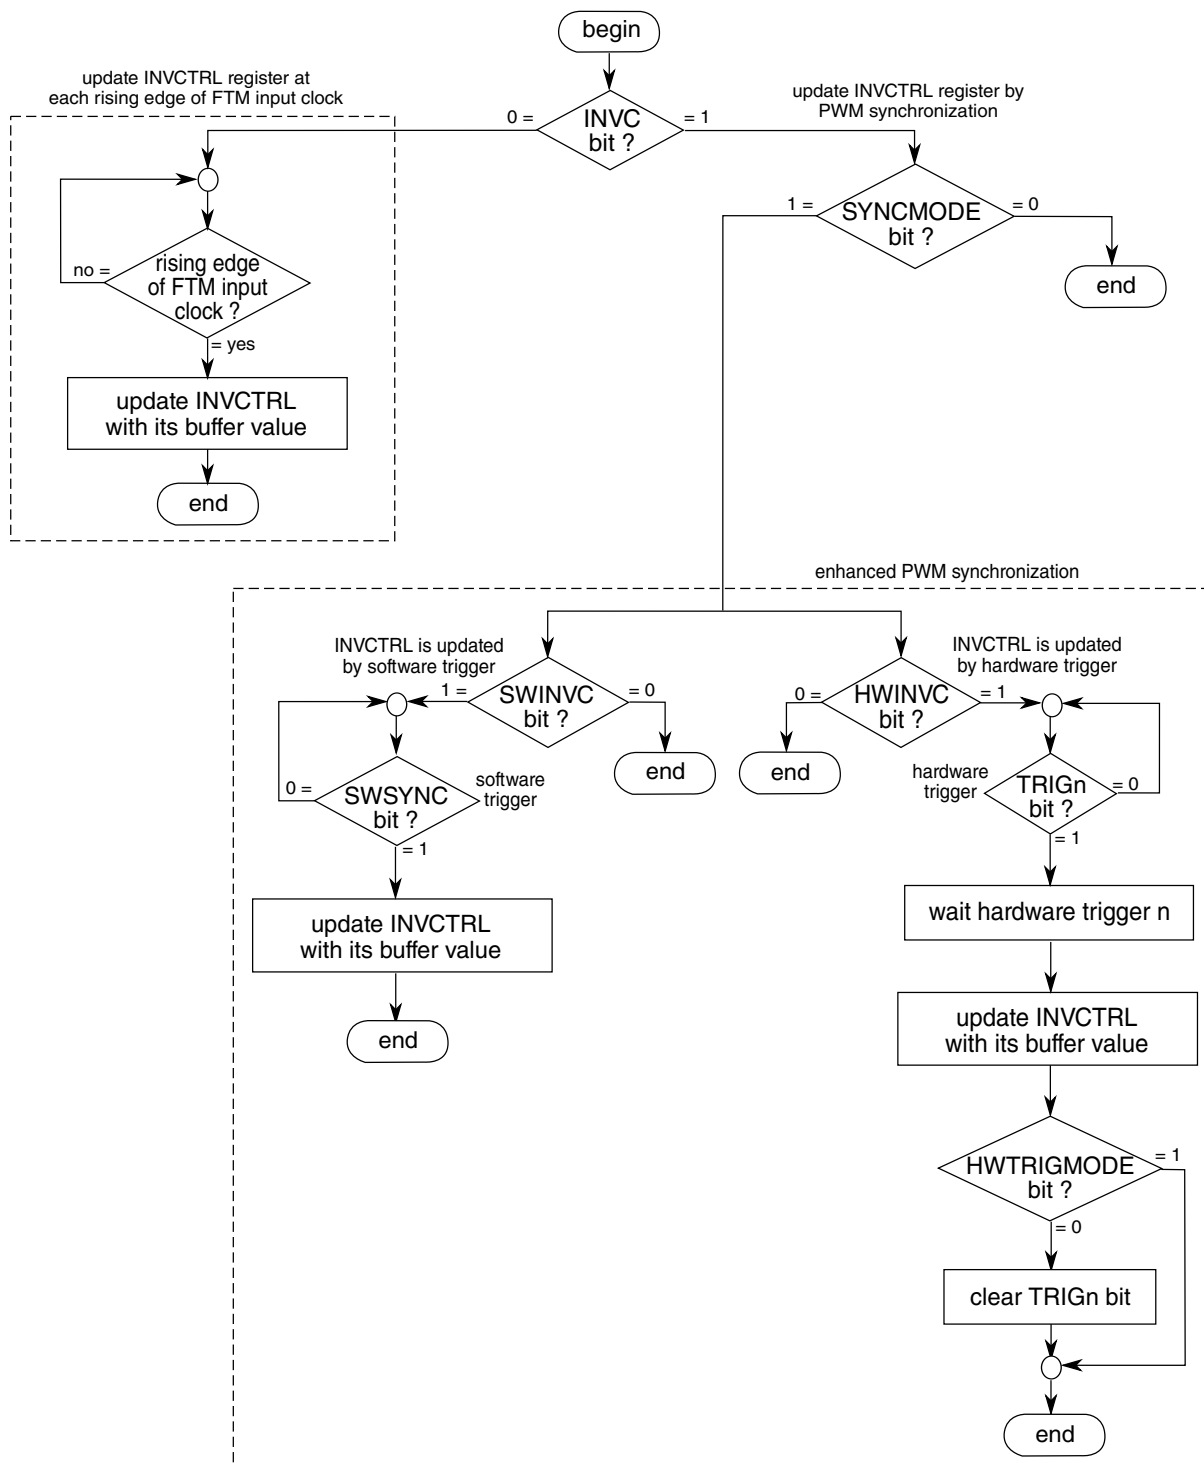 begin
update INVCTRL register at
each rising edge of FTM input clock
update INVCTRL register by
PWM synchronization
0 =
INVC
bit ?
= 1
1 =
SYNCMODE
bit ?
= 0
end
no =
rising edge
of FTM input
clock ?
= yes
update INVCTRL
with its buffer value
end
enhanced PWM synchronization
INVCTRL is updated
by software trigger
INVCTRL is updated
by hardware trigger
1 =
SWINVC
bit ?
= 0
end
0 =
HWINVC
bit ?
= 1
end
0 =
SWSYNC
bit ?
software
trigger
= 1
hardware
trigger
TRIGn
bit ?
= 0
= 1
update INVCTRL
with its buffer value
end
wait hardware trigger n
update INVCTRL
with its buffer value
HWTRIGMODE
bit ?
= 1
= 0
clear TRIGn bit
end